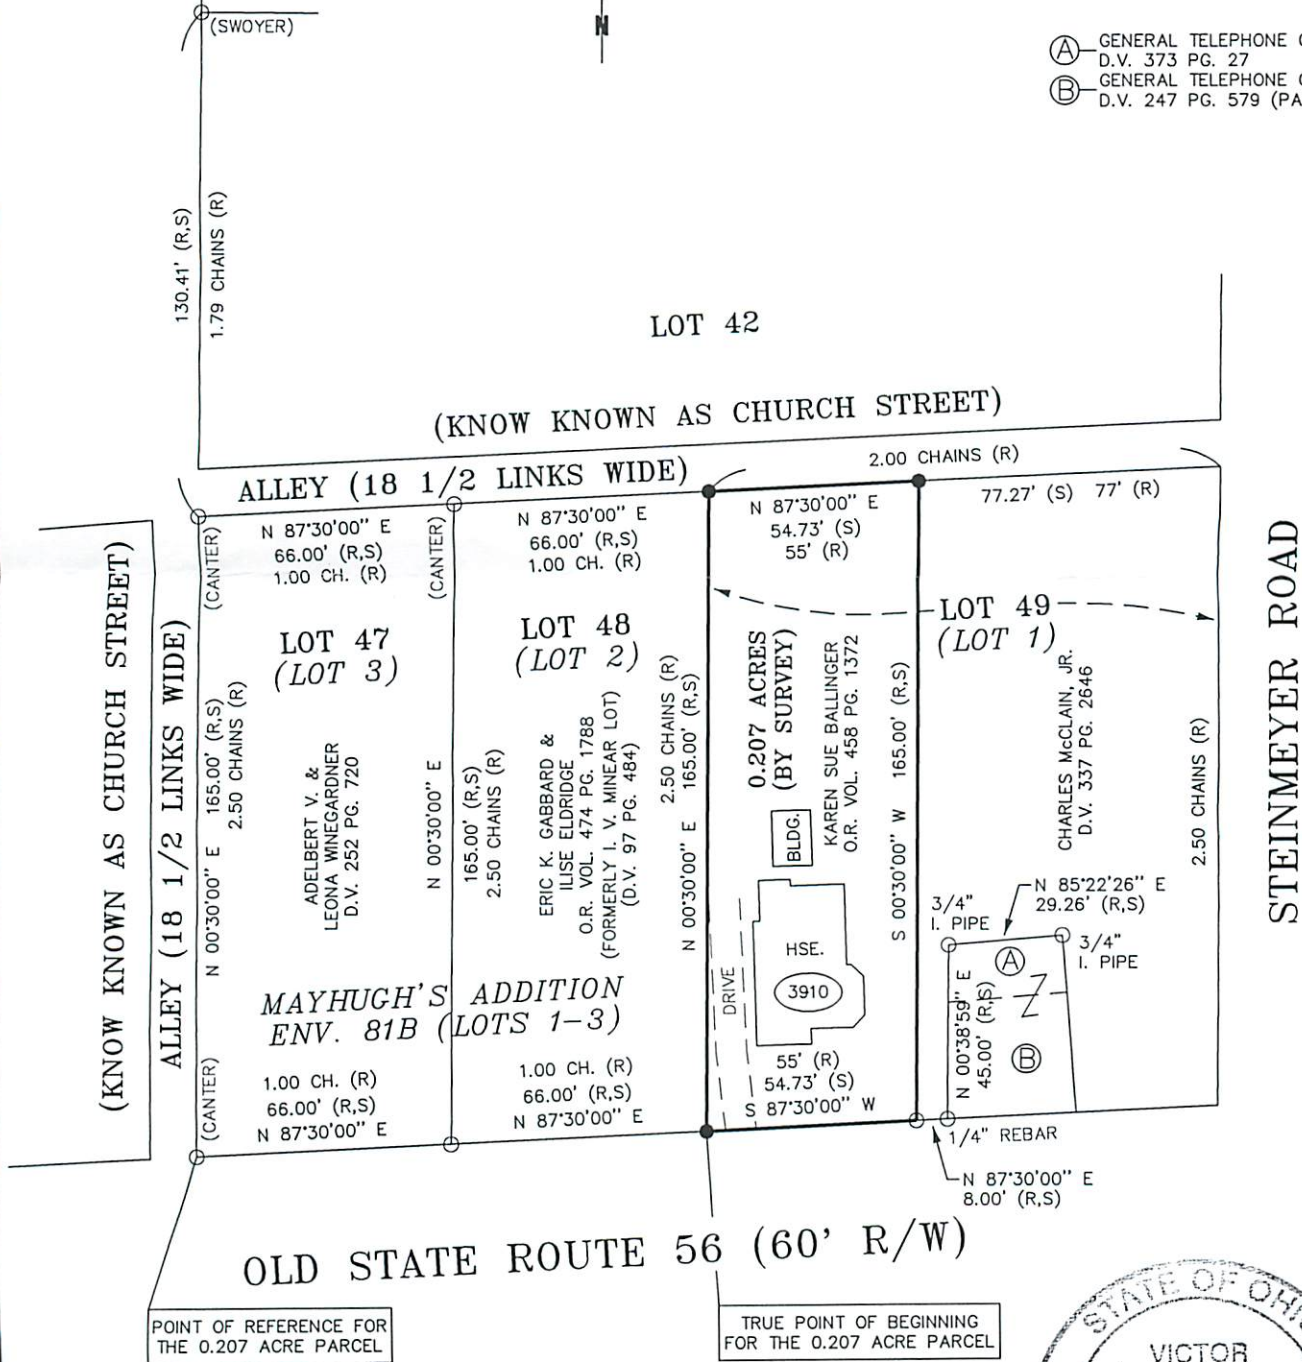 (SWOYER)
N
Ⓐ GENERAL TELEPHONE
D.V. 373 PG. 27
Ⓑ GENERAL TELEPHONE
D.V. 247 PG. 579 (PA
130.41' (R,S)
1.79 CHAINS (R)
LOT 42
(KNOW KNOWN AS CHURCH STREET)
ALLEY (18 1/2 LINKS WIDE)
2.00 CHAINS (R)
77.27' (S) 77' (R)
N 87°30'00" E
66.00' (R,S)
1.00 CH. (R)
N 87°30'00" E
66.00' (R,S)
1.00 CH. (R)
N 87°30'00" E
54.73' (S)
55' (R)
(CANTER)
(CANTER)
(KNOW KNOWN AS CHURCH STREET)
ALLEY (18 1/2 LINKS WIDE)
LOT 47
(LOT 3)
LOT 48
(LOT 2)
LOT 49
(LOT 1)
N 00°30'00" E 165.00' (R,S)
2.50 CHAINS (R)
ADELBERT V. &
LEONA WINEGARDNER
D.V. 252 PG. 720
N 00°30'00" E
165.00' (R,S)
2.50 CHAINS (R)
ERIC K. GABBARD &
ILISE ELDRIDGE
O.R. VOL. 474 PG. 1788
(FORMERLY I. V. MINEAR LOT)
(D.V. 97 PG. 484)
2.50 CHAINS (R)
N 00°30'00" E 165.00' (R,S)
0.207 ACRES
(BY SURVEY)
KAREN SUE BALLINGER
O.R. VOL. 458 PG. 1372
S 00°30'00" W 165.00' (R,S)
CHARLES McCLAIN, JR.
D.V. 337 PG. 2646
2.50 CHAINS (R)
STEINMEYER ROAD
BLDG.
HSE.
3910
DRIVE
3/4"
I. PIPE
N 85°22'26" E
29.26' (R,S)
3/4"
I. PIPE
A
B
N 00°38'59" E
45.00' (R,S)
MAYHUGH'S ADDITION
ENV. 81B (LOTS 1-3)
(CANTER)
1.00 CH. (R)
66.00' (R,S)
N 87°30'00" E
1.00 CH. (R)
66.00' (R,S)
N 87°30'00" E
55' (R)
54.73' (S)
S 87°30'00" W
1/4" REBAR
N 87°30'00" E
8.00' (R,S)
OLD STATE ROUTE 56 (60' R/W)
POINT OF REFERENCE FOR
THE 0.207 ACRE PARCEL
TRUE POINT OF BEGINNING
FOR THE 0.207 ACRE PARCEL
STATE OF OHI
VICTOR